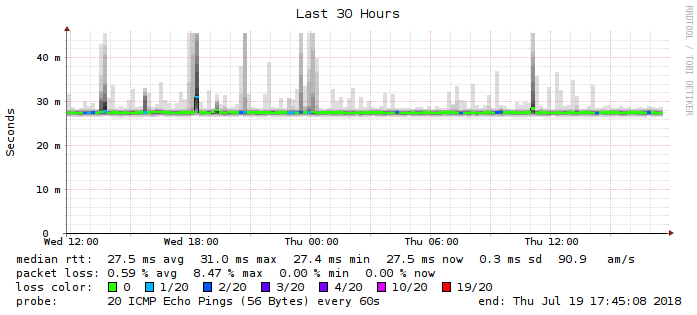 Last 30 Hours
RRDTOOL / TOBI OETIKER
Seconds
40 m
30 m
20 m
10 m
0
Wed 12:00 Wed 18:00 Thu 00:00 Thu 06:00 Thu 12:00
median rtt: 27.5 ms avg 31.0 ms max 27.4 ms min 27.5 ms now 0.3 ms sd 90.9 am/s
packet loss: 0.59 % avg 8.47 % max 0.00 % min 0.00 % now
loss color: 0 1/20 2/20 3/20 4/20 10/20 19/20
probe: 20 ICMP Echo Pings (56 Bytes) every 60s end: Thu Jul 19 17:45:08 2018